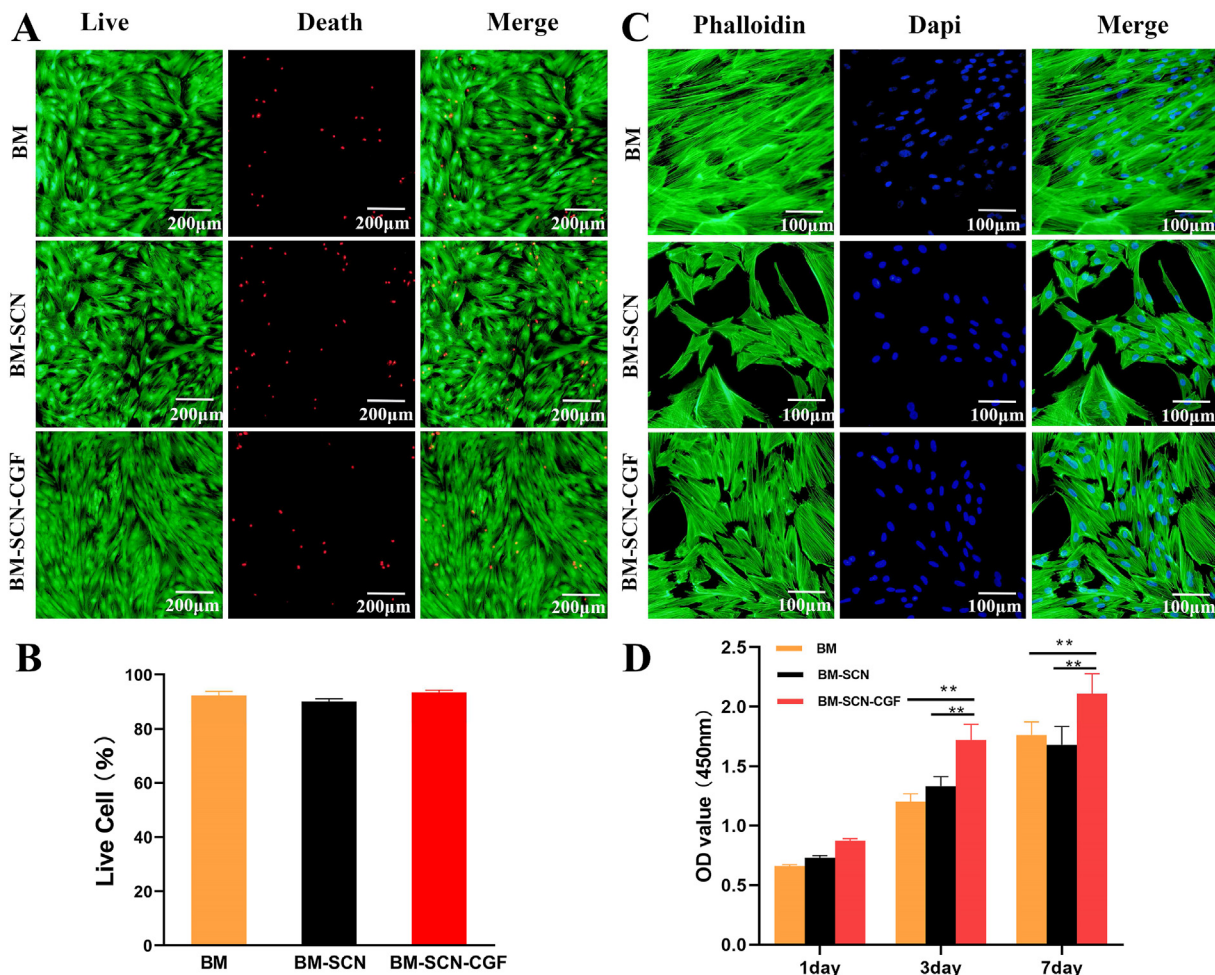 A Live Death Merge
BM
200μm 200μm 200μm
BM-SCN
200μm 200μm 200μm
BM-SCN-CGF
200μm 200μm 200μm
C Phalloidin Dapi Merge
BM
100μm 100μm 100μm
BM-SCN
100μm 100μm 100μm
BM-SCN-CGF
100μm 100μm 100μm
B
Live Cell (%)
100
80
60
40
20
0
BM BM-SCN BM-SCN-CGF
D
OD value (450nm)
2.5
2.0
1.5
1.0
0.5
0.0
BM
BM-SCN
BM-SCN-CGF
**
**
**
**
1day 3day 7day